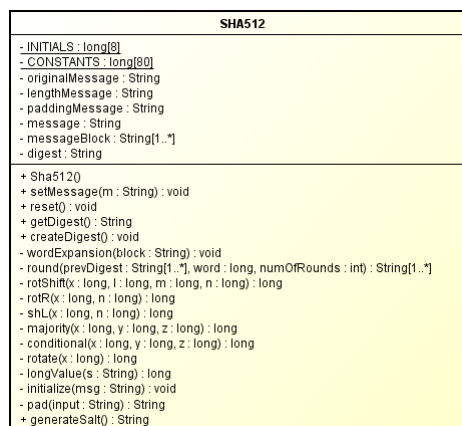 SHA512
- INITIALS : long[8]
- CONSTANTS : long[80]
- originalMessage : String
- lengthMessage : String
- paddingMessage : String
- message : String
- messageBlock : String[1..*]
- digest : String
+ Sha512()
+ setMessage(m : String) : void
+ reset() : void
+ getDigest() : String
+ createDigest() : void
- wordExpansion(block : String) : void
- round(prevDigest : String[1..*], word : long, numOfRounds : int) : String[1..*]
- rotShift(x : long, l : long, m : long, n : long) : long
- rotR(x : long, n : long) : long
- shL(x : long, n : long) : long
- majority(x : long, y : long, z : long) : long
- conditional(x : long, y : long, z : long) : long
- rotate(x : long) : long
- longValue(s : String) : long
- initialize(msg : String) : void
- pad(input : String) : String
+ generateSalt() : String